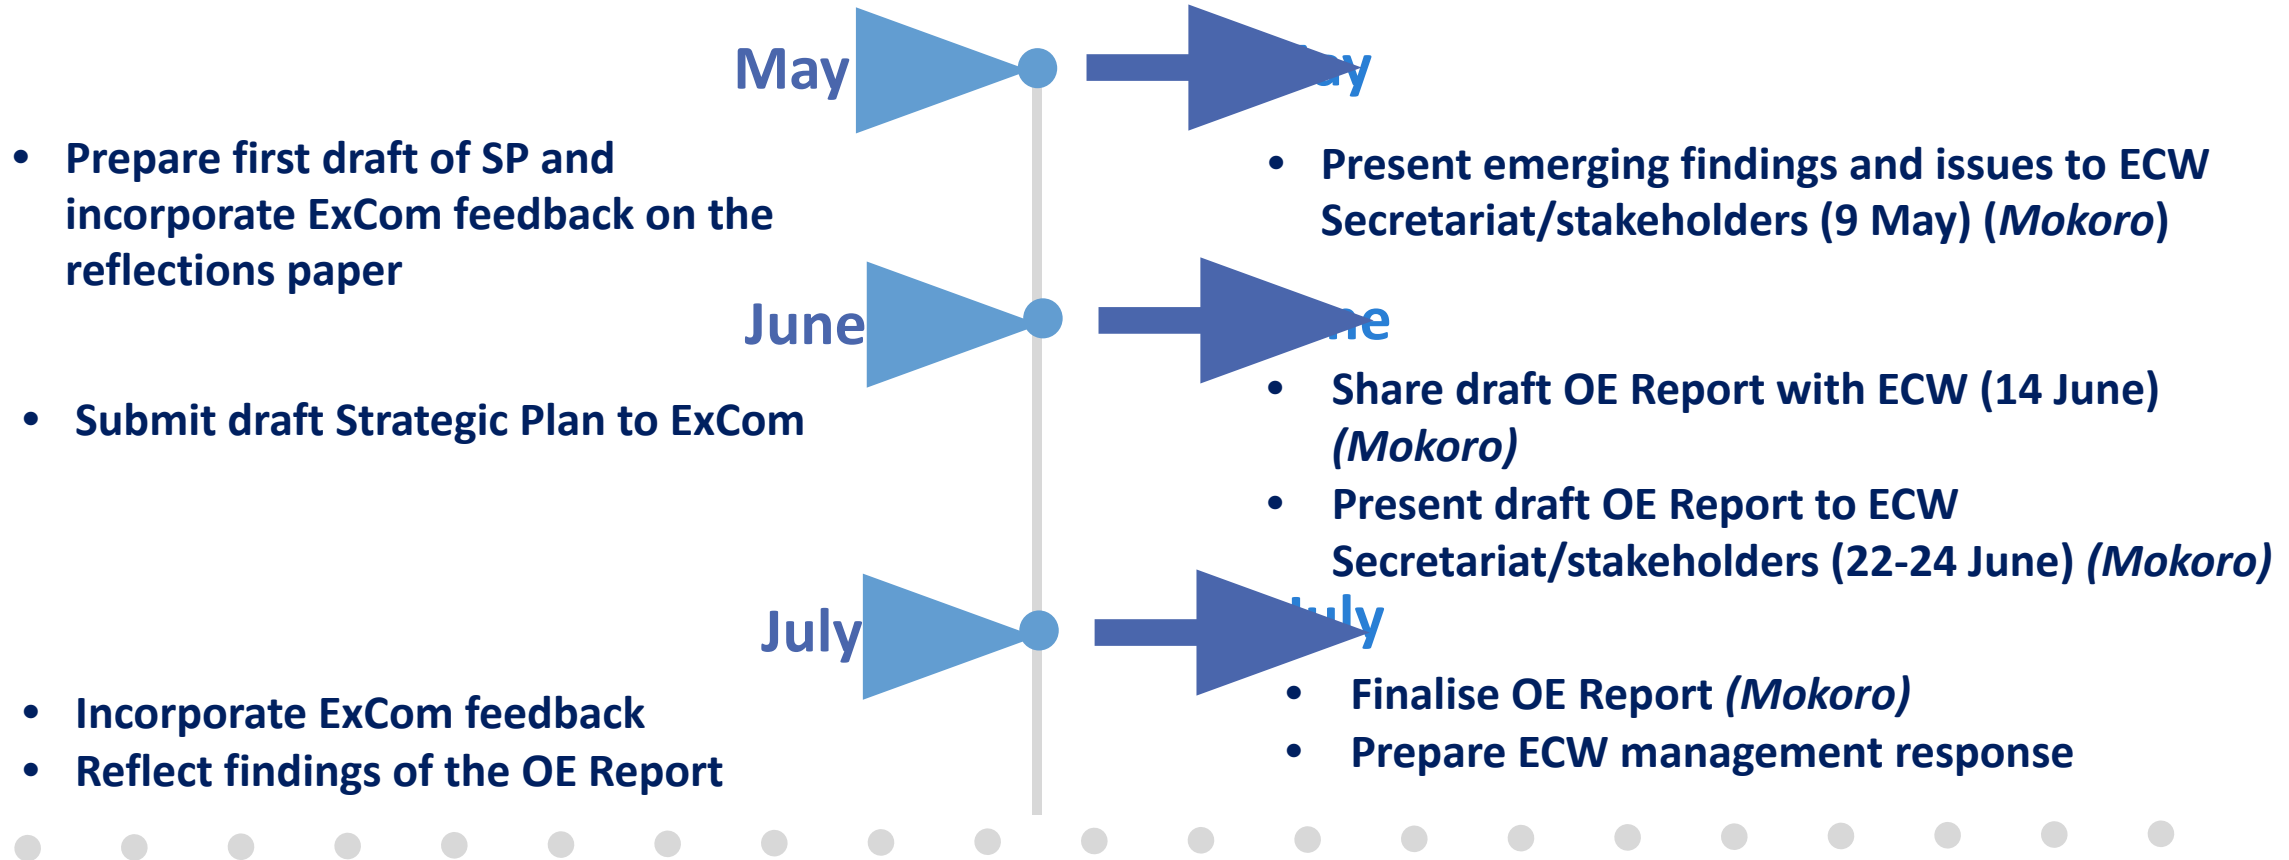 May
• Prepare first draft of SP and
incorporate ExCom feedback on the
reflections paper
• Present emerging findings and issues to ECW
Secretariat/stakeholders (9 May) (Mokoro)
June
• Submit draft Strategic Plan to ExCom
• Share draft OE Report with ECW (14 June)
(Mokoro)
• Present draft OE Report to ECW
Secretariat/stakeholders (22-24 June) (Mokoro)
July
July
• Incorporate ExCom feedback
• Reflect findings of the OE Report
• Finalise OE Report (Mokoro)
• Prepare ECW management response